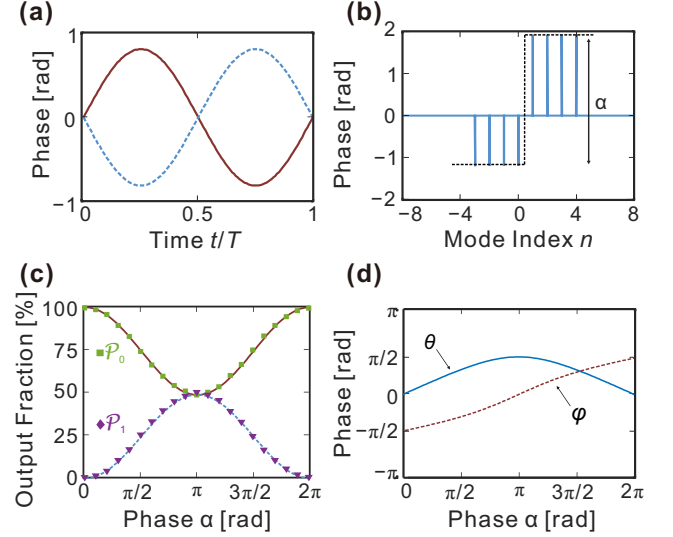 (a)
1
0
−1
Phase [rad]
0
0.5
1
Time t/T
(b)
2
1
0
−1
−2
Phase [rad]
α
−8
−4
0
4
8
Mode Index n
(c)
100
75
50
25
0
Output Fraction [%]
𝒫₀
𝒫₁
0
π/2
π
3π/2
2π
Phase α [rad]
(d)
π
π/2
0
−π/2
−π
Phase [rad]
θ
φ
0
π/2
π
3π/2
2π
Phase α [rad]